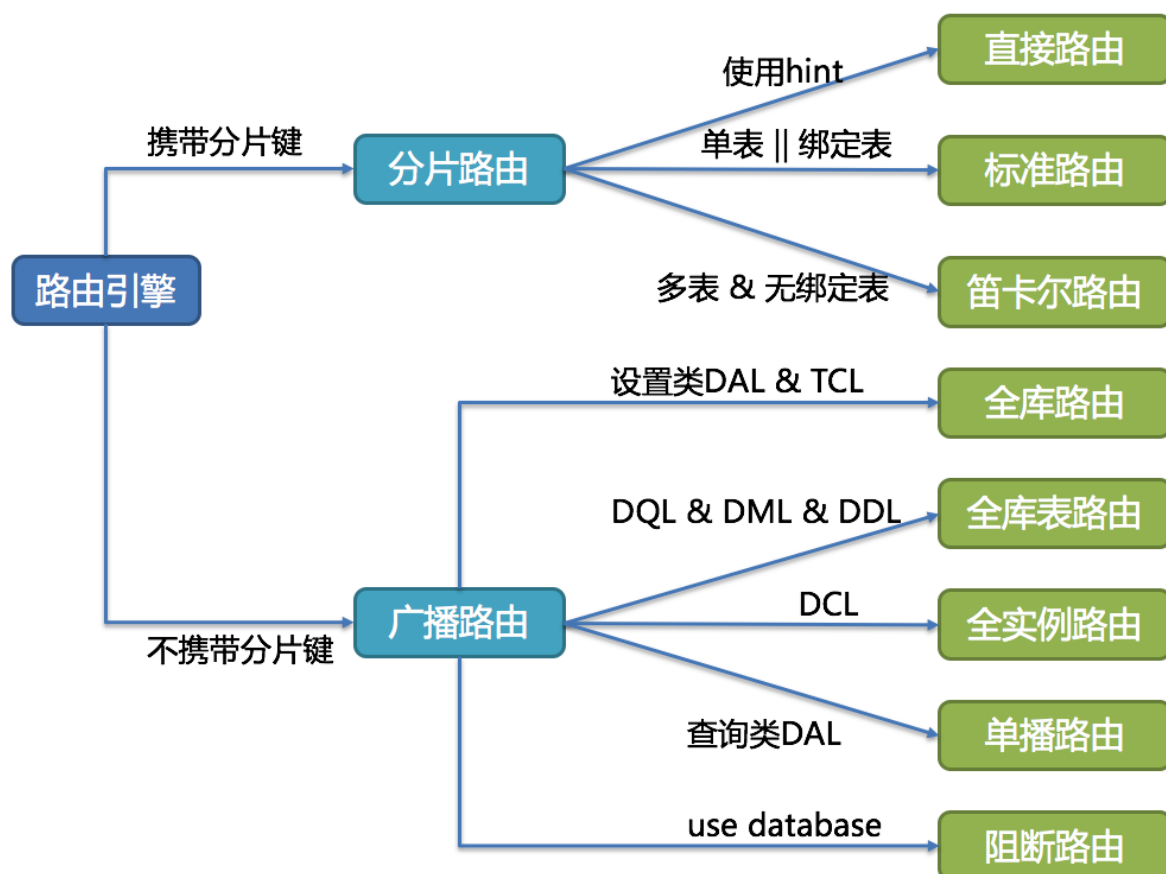 使用hint
直接路由
携带分片键
分片路由
单表 || 绑定表
标准路由
路由引擎
多表 & 无绑定表
笛卡尔路由
设置类DAL & TCL
全库路由
DQL & DML & DDL
全库表路由
不携带分片键
广播路由
DCL
全实例路由
查询类DAL
单播路由
use database
阻断路由